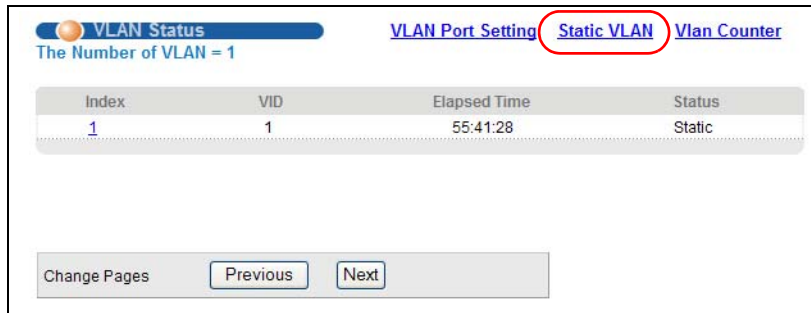 VLAN Status VLAN Port Setting Static VLAN Vlan Counter
The Number of VLAN = 1
Index VID Elapsed Time Status
1 1 55:41:28 Static
Change Pages Previous Next